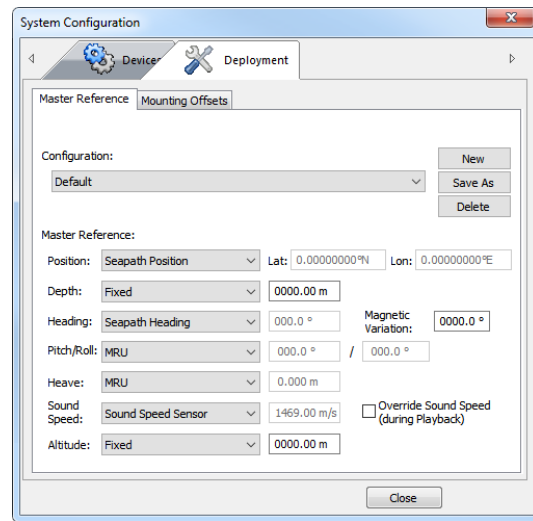 System Configuration
Devices Deployment
Master Reference Mounting Offsets
Configuration:
New
Default
Save As
Delete
Master Reference:
Position: Seapath Position Lat: 0.00000000°N Lon: 0.00000000°E
Depth: Fixed 0000.00 m
Heading: Seapath Heading 000.0 ° Magnetic Variation: 0000.0 °
Pitch/Roll: MRU 000.0 ° / 000.0 °
Heave: MRU 0.000 m
Sound Speed: Sound Speed Sensor 1469.00 m/s Override Sound Speed (during Playback)
Altitude: Fixed 0000.00 m
Close